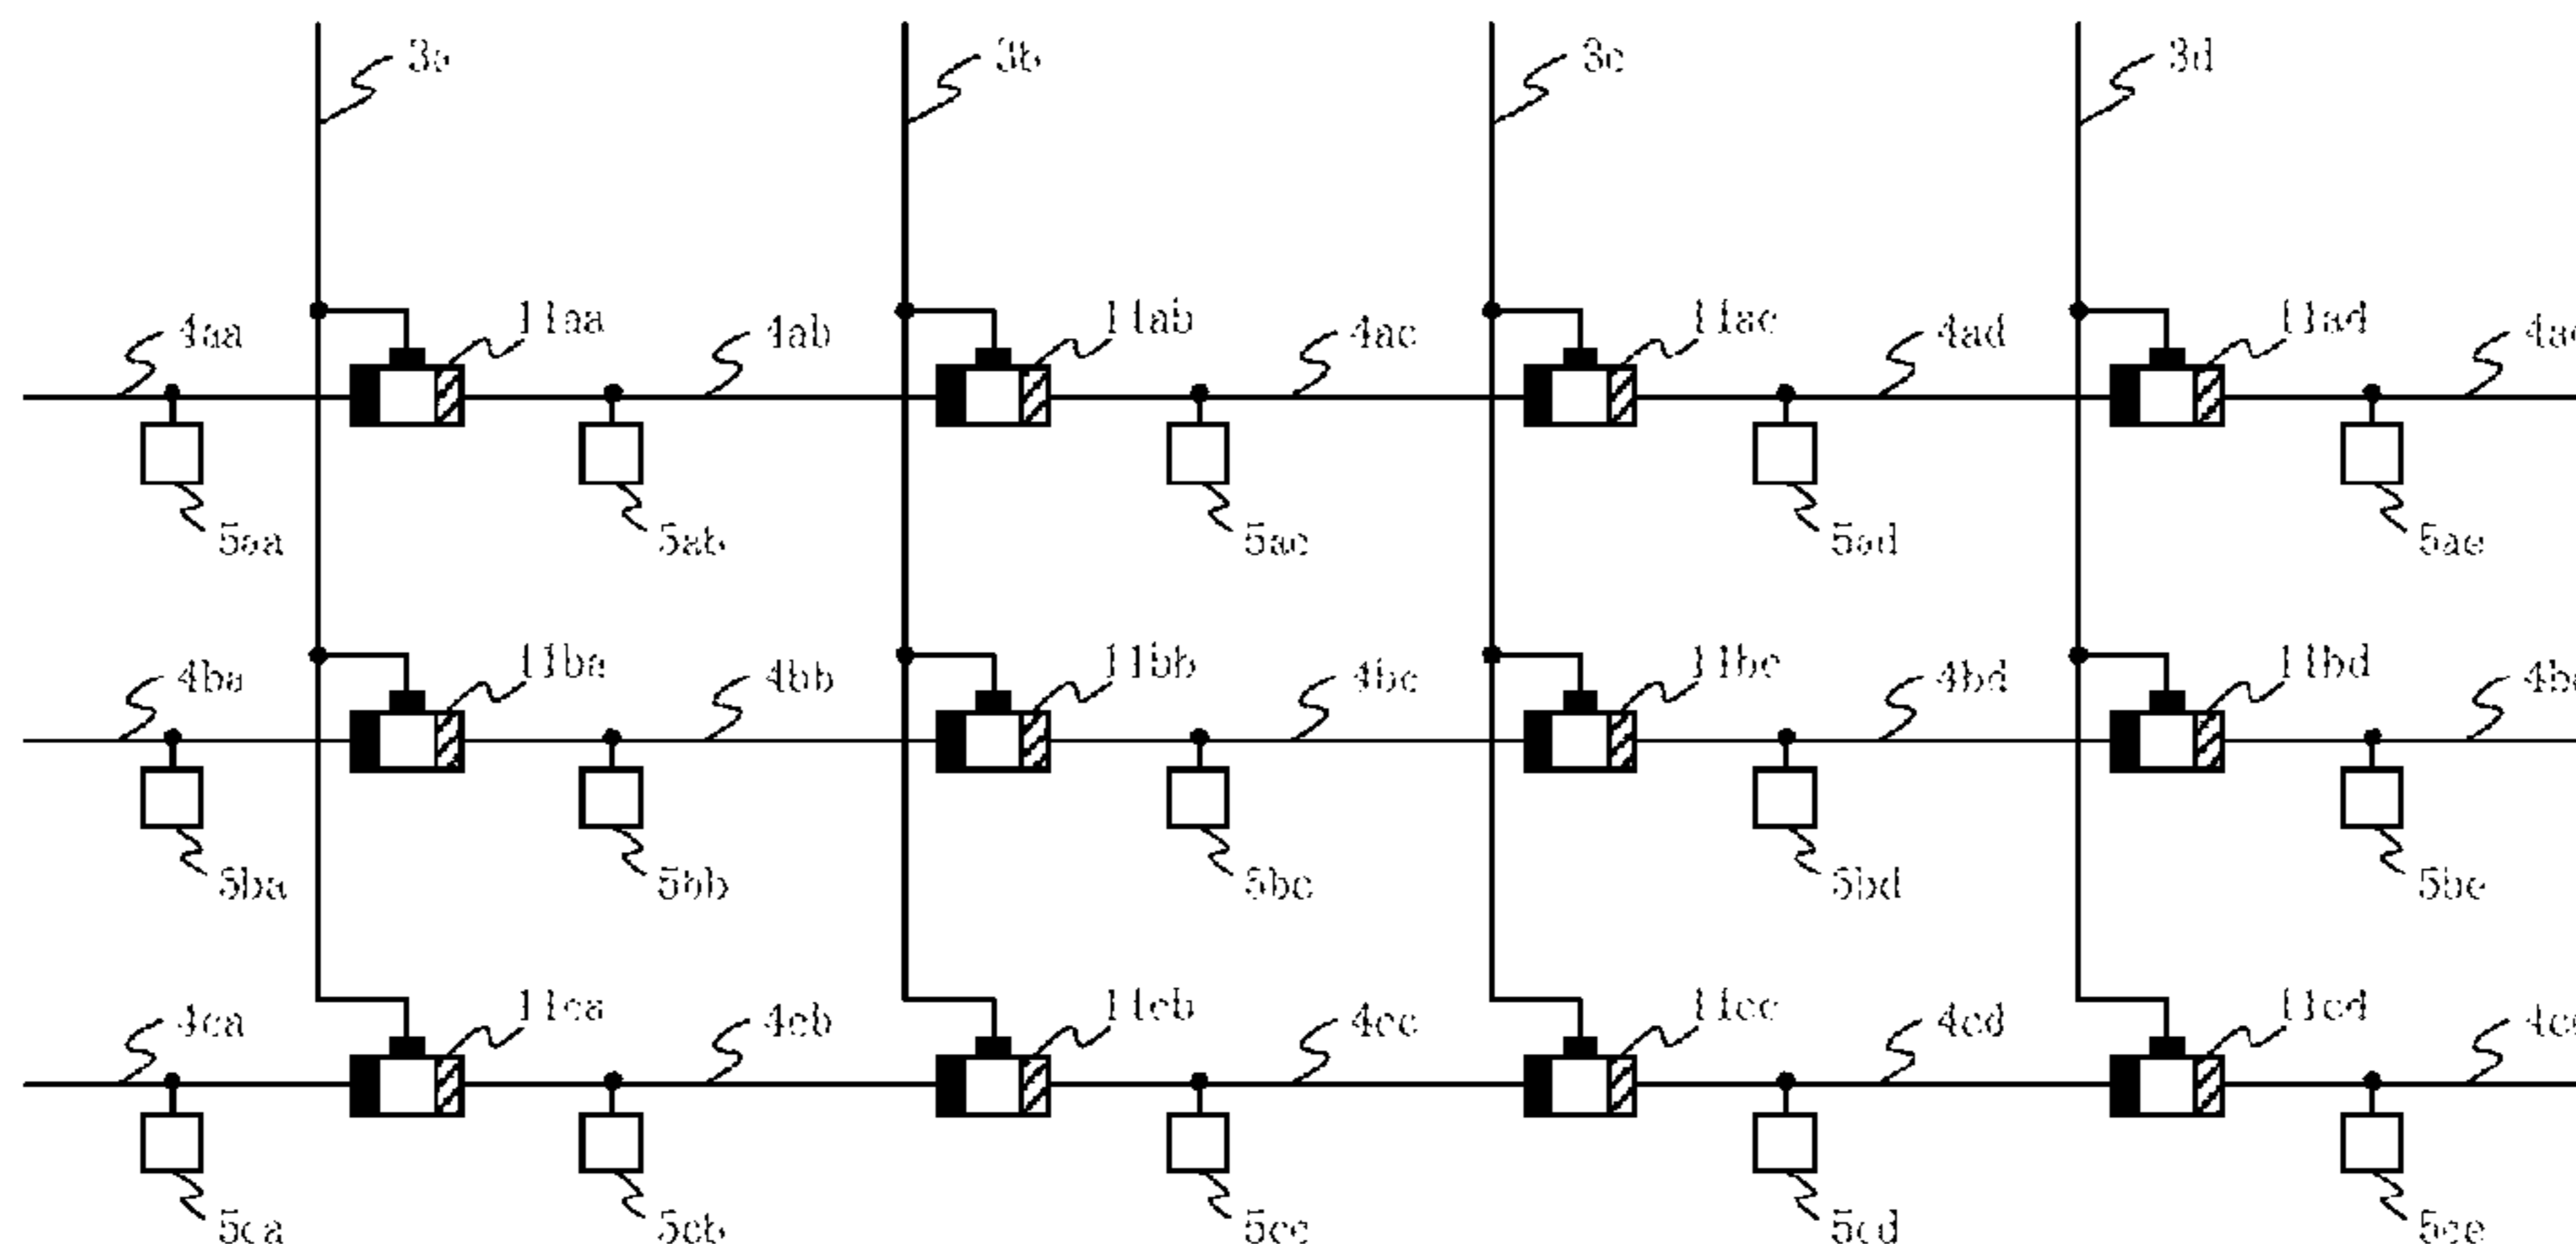 3a 3b 3c 3d
4aa 11aa 4ab 11ab 4ac 11ac 4ad 11ad
5aa 5ab 5ac 5ad 5ae
4ba 11ba 4bb 11bb 4bc 11bc 4bd 11bd
5ba 5bb 5bc 5bd 5be
4ca 11ca 4cb 11cb 4cc 11cc 4cd 11cd
5ca 5cb 5cc 5cd 5ce